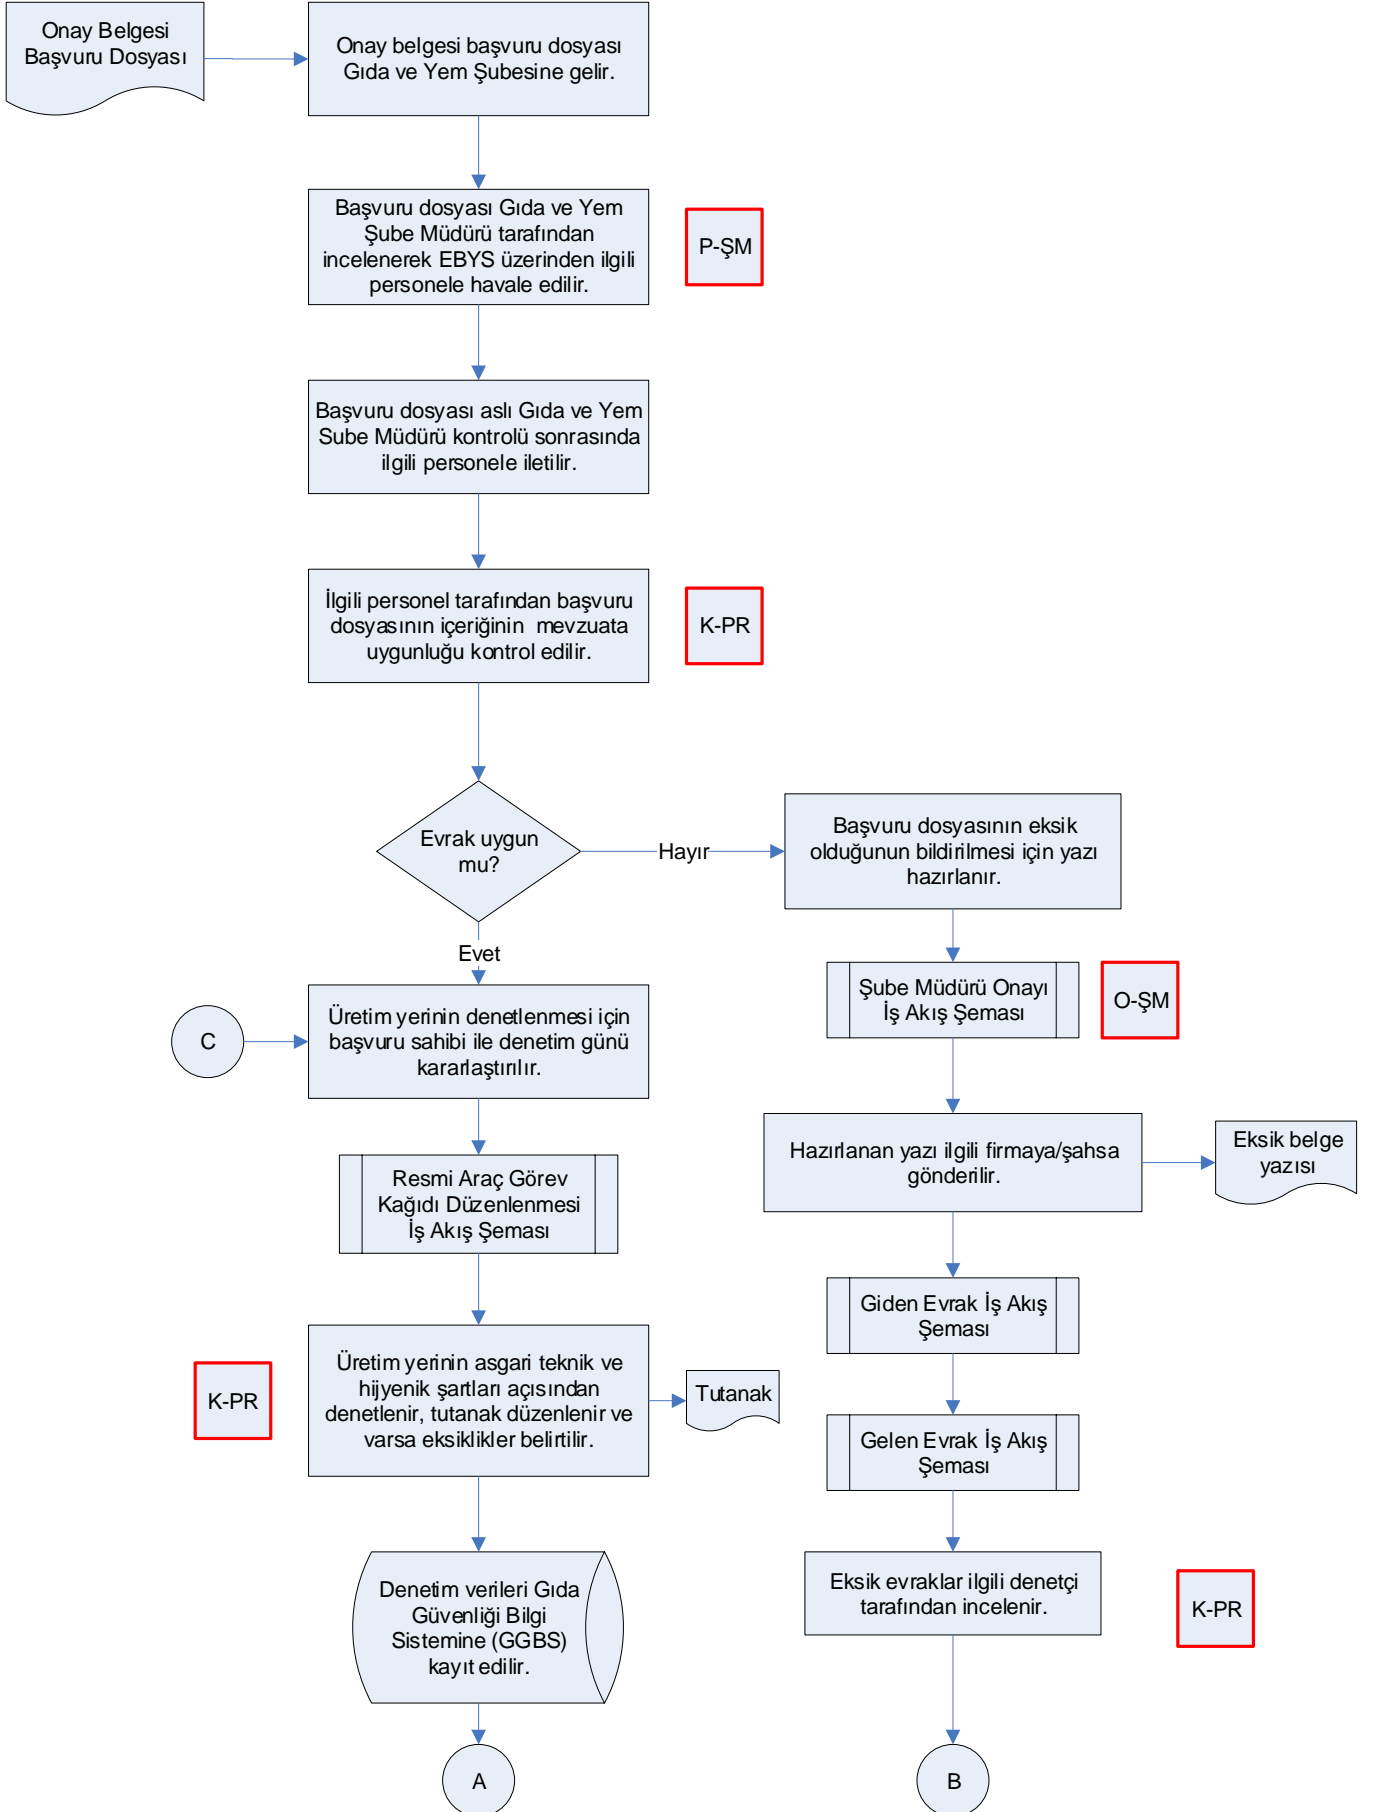 Onay Belgesi
Başvuru Dosyası
Onay belgesi başvuru dosyası
Gıda ve Yem Şubesine gelir.
Başvuru dosyası Gıda ve Yem
Şube Müdürü tarafından
incelenerek EBYS üzerinden ilgili
personele havale edilir.
P-ŞM
Başvuru dosyası aslı Gıda ve Yem
Sube Müdürü kontrolü sonrasında
ilgili personele iletilir.
İlgili personel tarafından başvuru
dosyasının içeriğinin mevzuata
uygunluğu kontrol edilir.
K-PR
Evrak uygun
mu?
Hayır
Başvuru dosyasının eksik
olduğunun bildirilmesi için yazı
hazırlanır.
Evet
Şube Müdürü Onayı
İş Akış Şeması
O-ŞM
C
Üretim yerinin denetlenmesi için
başvuru sahibi ile denetim günü
kararlaştırılır.
Hazırlanan yazı ilgili firmaya/şahsa
gönderilir.
Eksik belge
yazısı
Resmi Araç Görev
Kağıdı Düzenlenmesi
İş Akış Şeması
Giden Evrak İş Akış
Şeması
K-PR
Üretim yerinin asgari teknik ve
hijyenik şartları açısından
denetlenir, tutanak düzenlenir ve
varsa eksiklikler belirtilir.
Tutanak
Gelen Evrak İş Akış
Şeması
Denetim verileri Gıda
Güvenliği Bilgi
Sistemine (GGBS)
kayıt edilir.
Eksik evraklar ilgili denetçi
tarafından incelenir.
K-PR
A
B